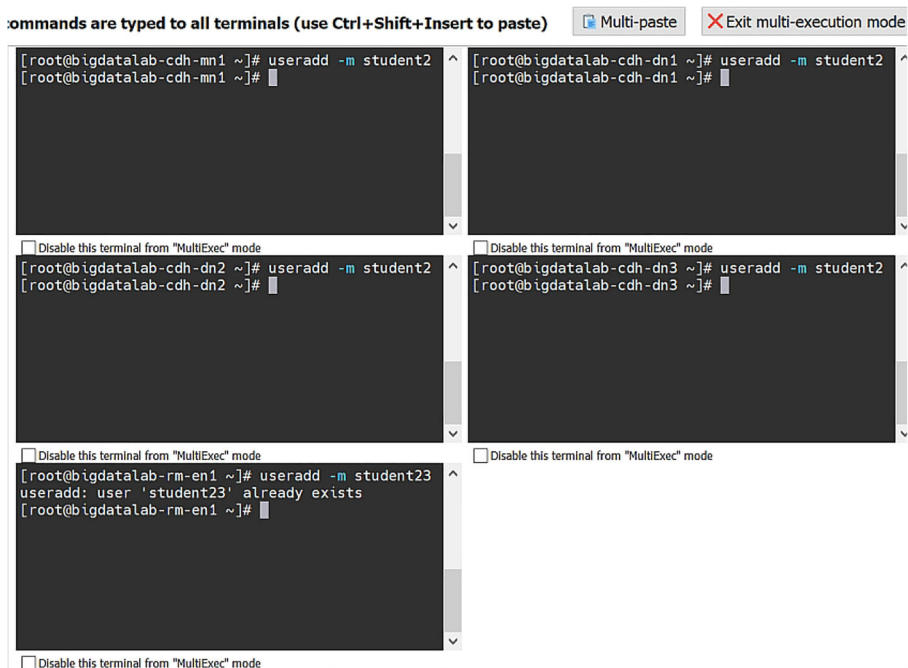 commands are typed to all terminals (use Ctrl+Shift+Insert to paste)
Multi-paste
Exit multi-execution mode
[root@bigdatalab-cdh-mn1 ~]# useradd -m student2
[root@bigdatalab-cdh-mn1 ~]#
Disable this terminal from "MultiExec" mode
[root@bigdatalab-cdh-dn1 ~]# useradd -m student2
[root@bigdatalab-cdh-dn1 ~]#
Disable this terminal from "MultiExec" mode
[root@bigdatalab-cdh-dn2 ~]# useradd -m student2
[root@bigdatalab-cdh-dn2 ~]#
Disable this terminal from "MultiExec" mode
[root@bigdatalab-cdh-dn3 ~]# useradd -m student2
[root@bigdatalab-cdh-dn3 ~]#
Disable this terminal from "MultiExec" mode
[root@bigdatalab-rm-en1 ~]# useradd -m student23
useradd: user 'student23' already exists
[root@bigdatalab-rm-en1 ~]#
Disable this terminal from "MultiExec" mode